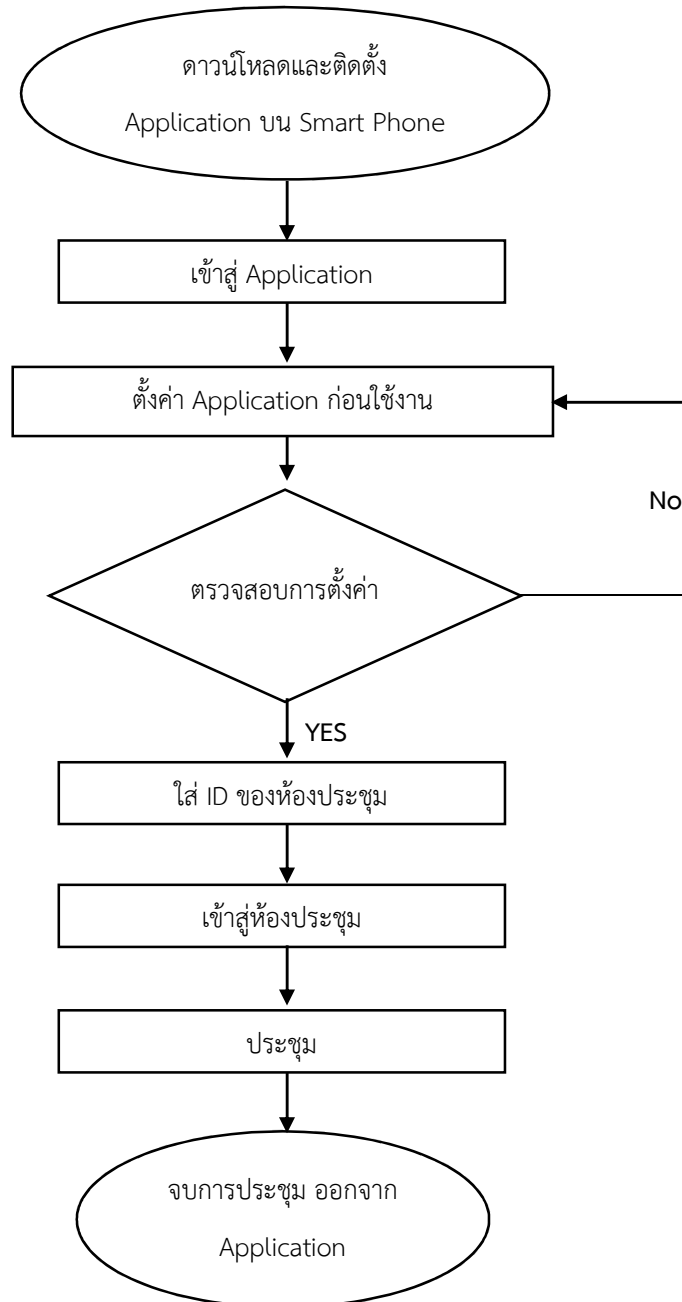 ดาวน์โหลดและติดตั้ง
Application บน Smart Phone
เข้าสู่ Application
ตั้งค่า Application ก่อนใช้งาน
No
ตรวจสอบการตั้งค่า
YES
ใส่ ID ของห้องประชุม
เข้าสู่ห้องประชุม
ประชุม
จบการประชุม ออกจาก
Application